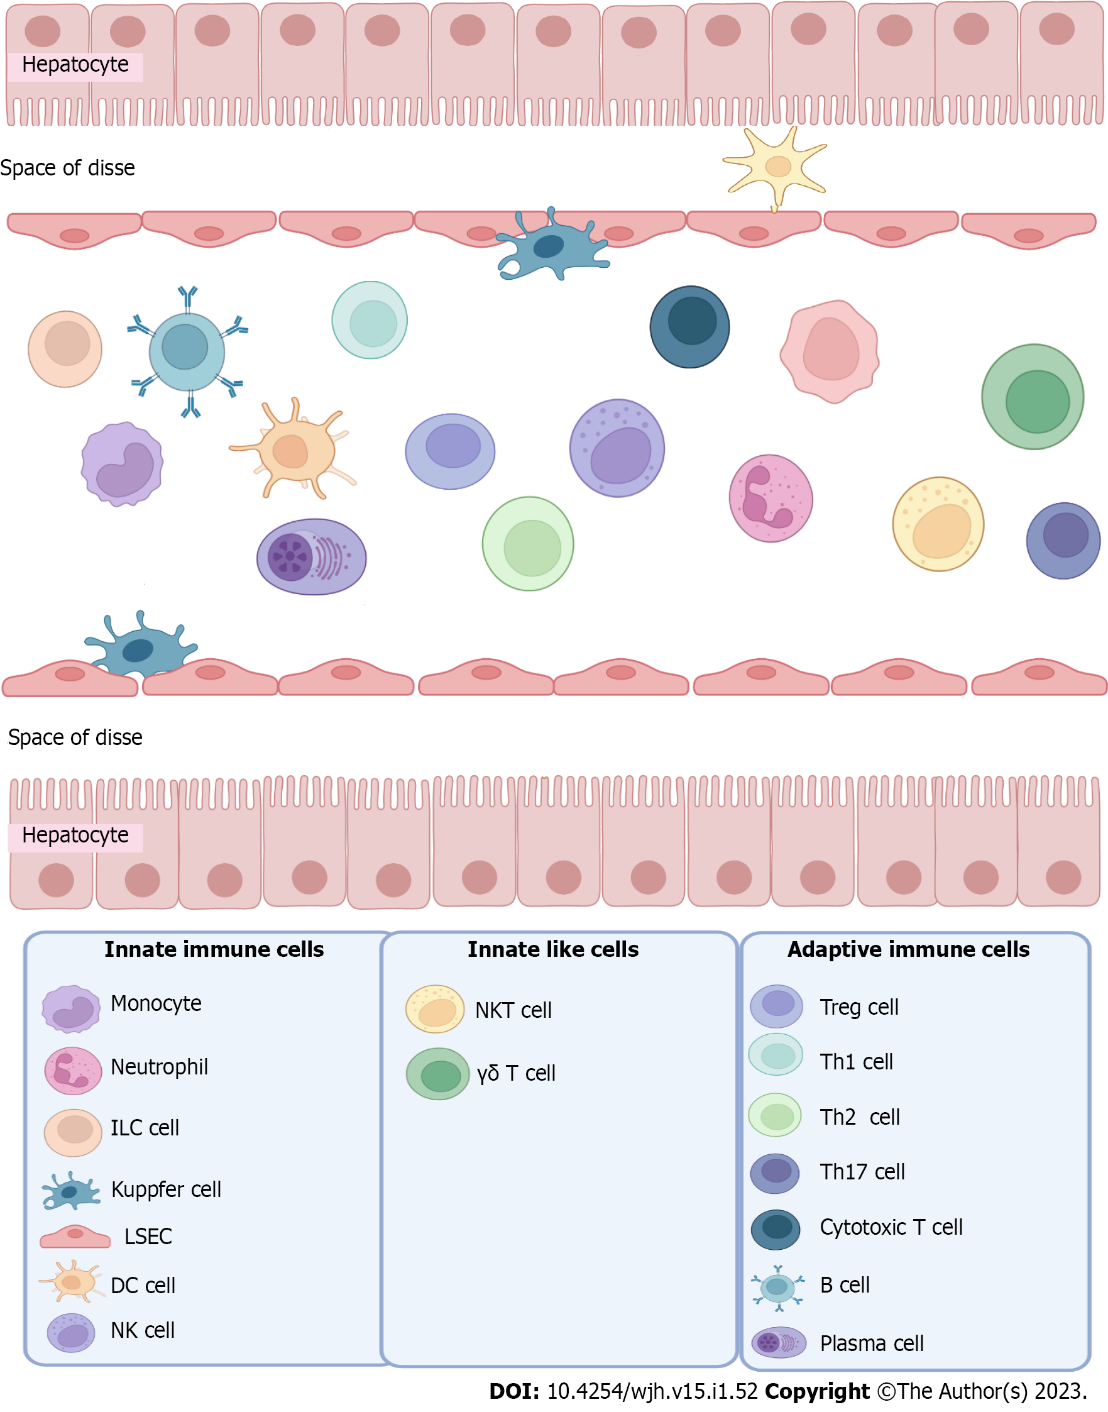 Hepatocyte
Space of disse
Space of disse
Hepatocyte
Innate immune cells
Monocyte
Neutrophil
ILC cell
Kuppfer cell
LSEC
DC cell
NK cell
Innate like cells
NKT cell
γδ T cell
Adaptive immune cells
Treg cell
Th1 cell
Th2 cell
Th17 cell
Cytotoxic T cell
B cell
Plasma cell
DOI: 10.4254/wjh.v15.i1.52 Copyright ©The Author(s) 2023.